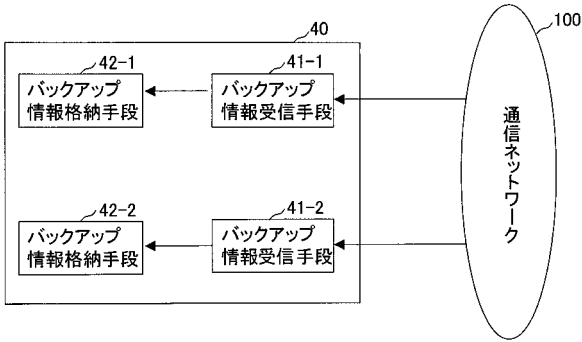 40
100
42-1
41-1
バックアップ
情報格納手段
バックアップ
情報受信手段
通信ネットワーク
42-2
41-2
バックアップ
情報格納手段
バックアップ
情報受信手段